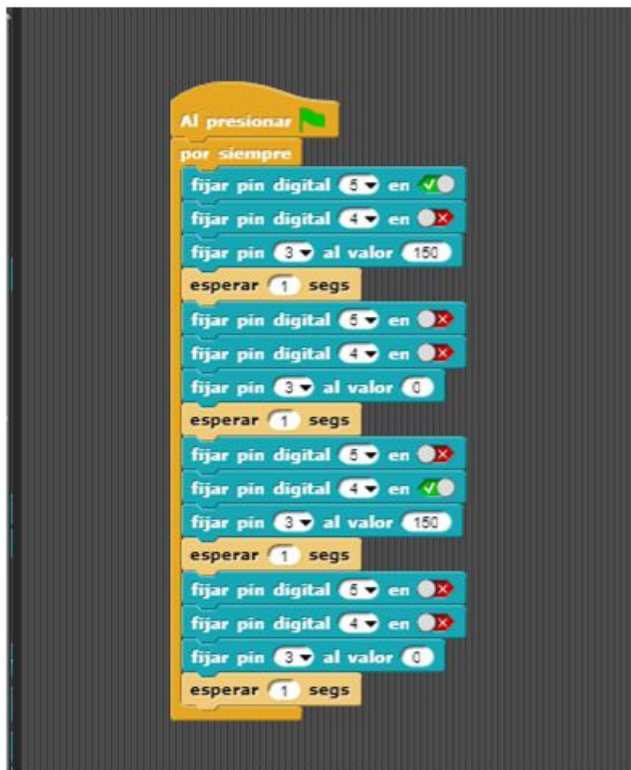 Al presionar
por siempre
fijar pin digital 5 en
fijar pin digital 4 en
fijar pin 3 al valor 150
esperar 1 segs
fijar pin digital 5 en
fijar pin digital 4 en
fijar pin 3 al valor 0
esperar 1 segs
fijar pin digital 5 en
fijar pin digital 4 en
fijar pin 3 al valor 150
esperar 1 segs
fijar pin digital 5 en
fijar pin digital 4 en
fijar pin 3 al valor 0
esperar 1 segs